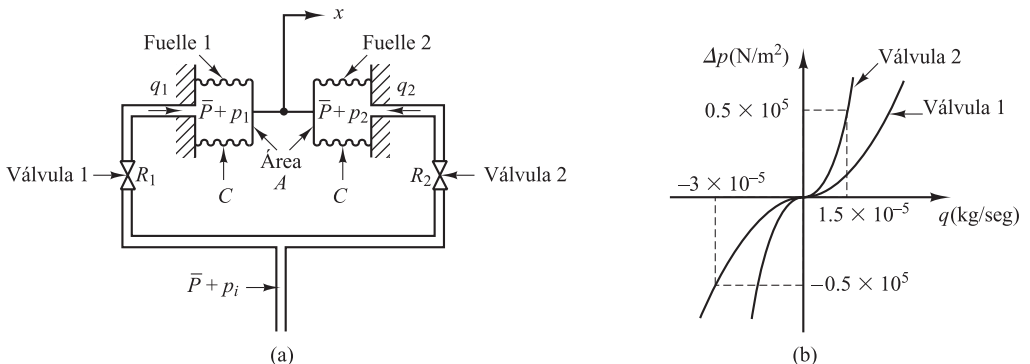 x
Fuelle 1
Fuelle 2
q₁
q₂
P̅ + p₁
P̅ + p₂
Válvula 1
R₁
Área
A
C
C
R₂
Válvula 2
P̅ + pᵢ
(a)
Δp(N/m²)
Válvula 2
0.5 × 10⁵
Válvula 1
−3 × 10⁻⁵
1.5 × 10⁻⁵
q(kg/seg)
−0.5 × 10⁵
(b)